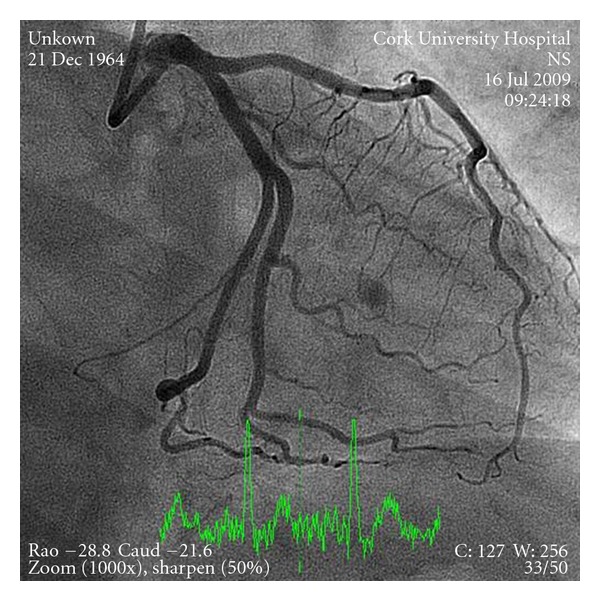 Unkown
21 Dec 1964
Cork University Hospital
NS
16 Jul 2009
09:24:18
Rao −28.8 Caud −21.6
Zoom (1000x), sharpen (50%)
C: 127 W: 256
33/50